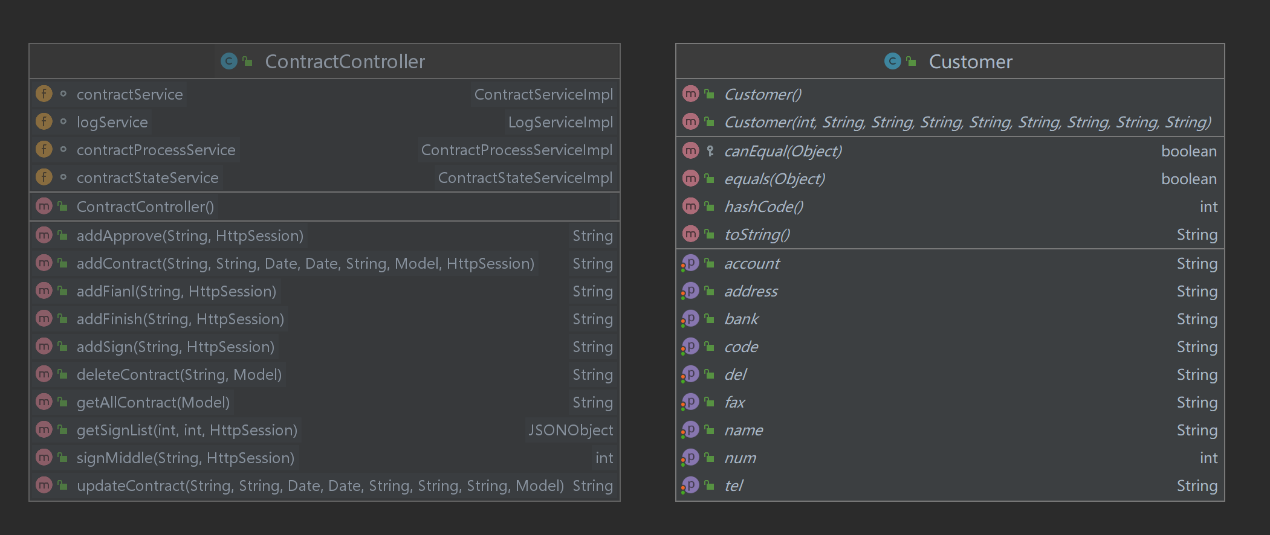 ContractController
contractService ContractServiceImpl
logService LogServiceImpl
contractProcessService ContractProcessServiceImpl
contractStateService ContractStateServiceImpl
ContractController()
addApprove(String, HttpSession) String
addContract(String, String, Date, Date, String, Model, HttpSession) String
addFianl(String, HttpSession) String
addFinish(String, HttpSession) String
addSign(String, HttpSession) String
deleteContract(String, Model) String
getAllContract(Model) String
getSignList(int, int, HttpSession) JSONObject
signMiddle(String, HttpSession) int
updateContract(String, String, Date, Date, String, String, String, Model) String
Customer
Customer()
Customer(int, String, String, String, String, String, String, String, String)
canEqual(Object) boolean
equals(Object) boolean
hashCode() int
toString() String
account String
address String
bank String
code String
del String
fax String
name String
num int
tel String